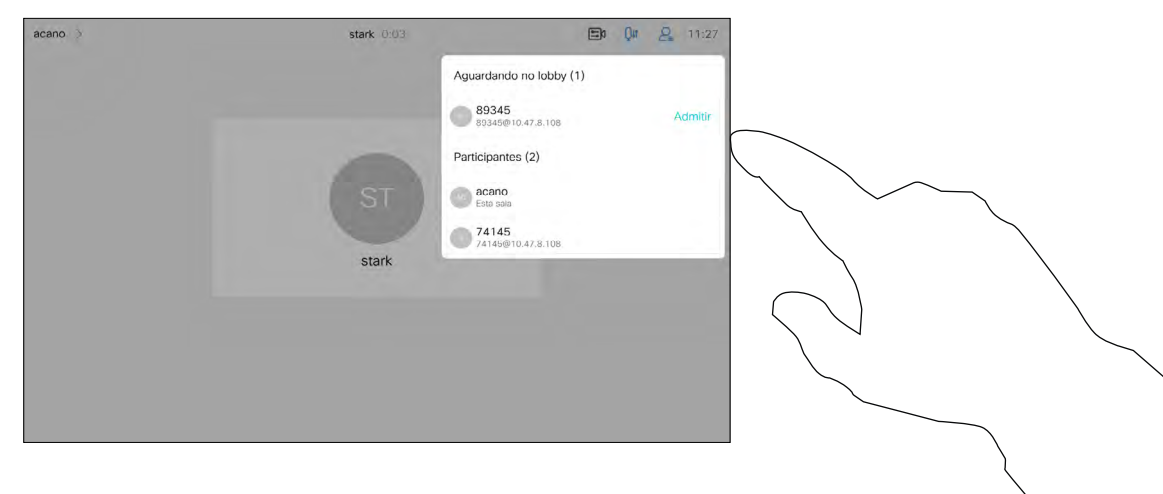 acano
stark 0:03
11:27
Aguardando no lobby (1)
89345
89345@10.47.8.108
Admitir
Participantes (2)
acano
Esta sala
74145
74145@10.47.8.108
ST
stark